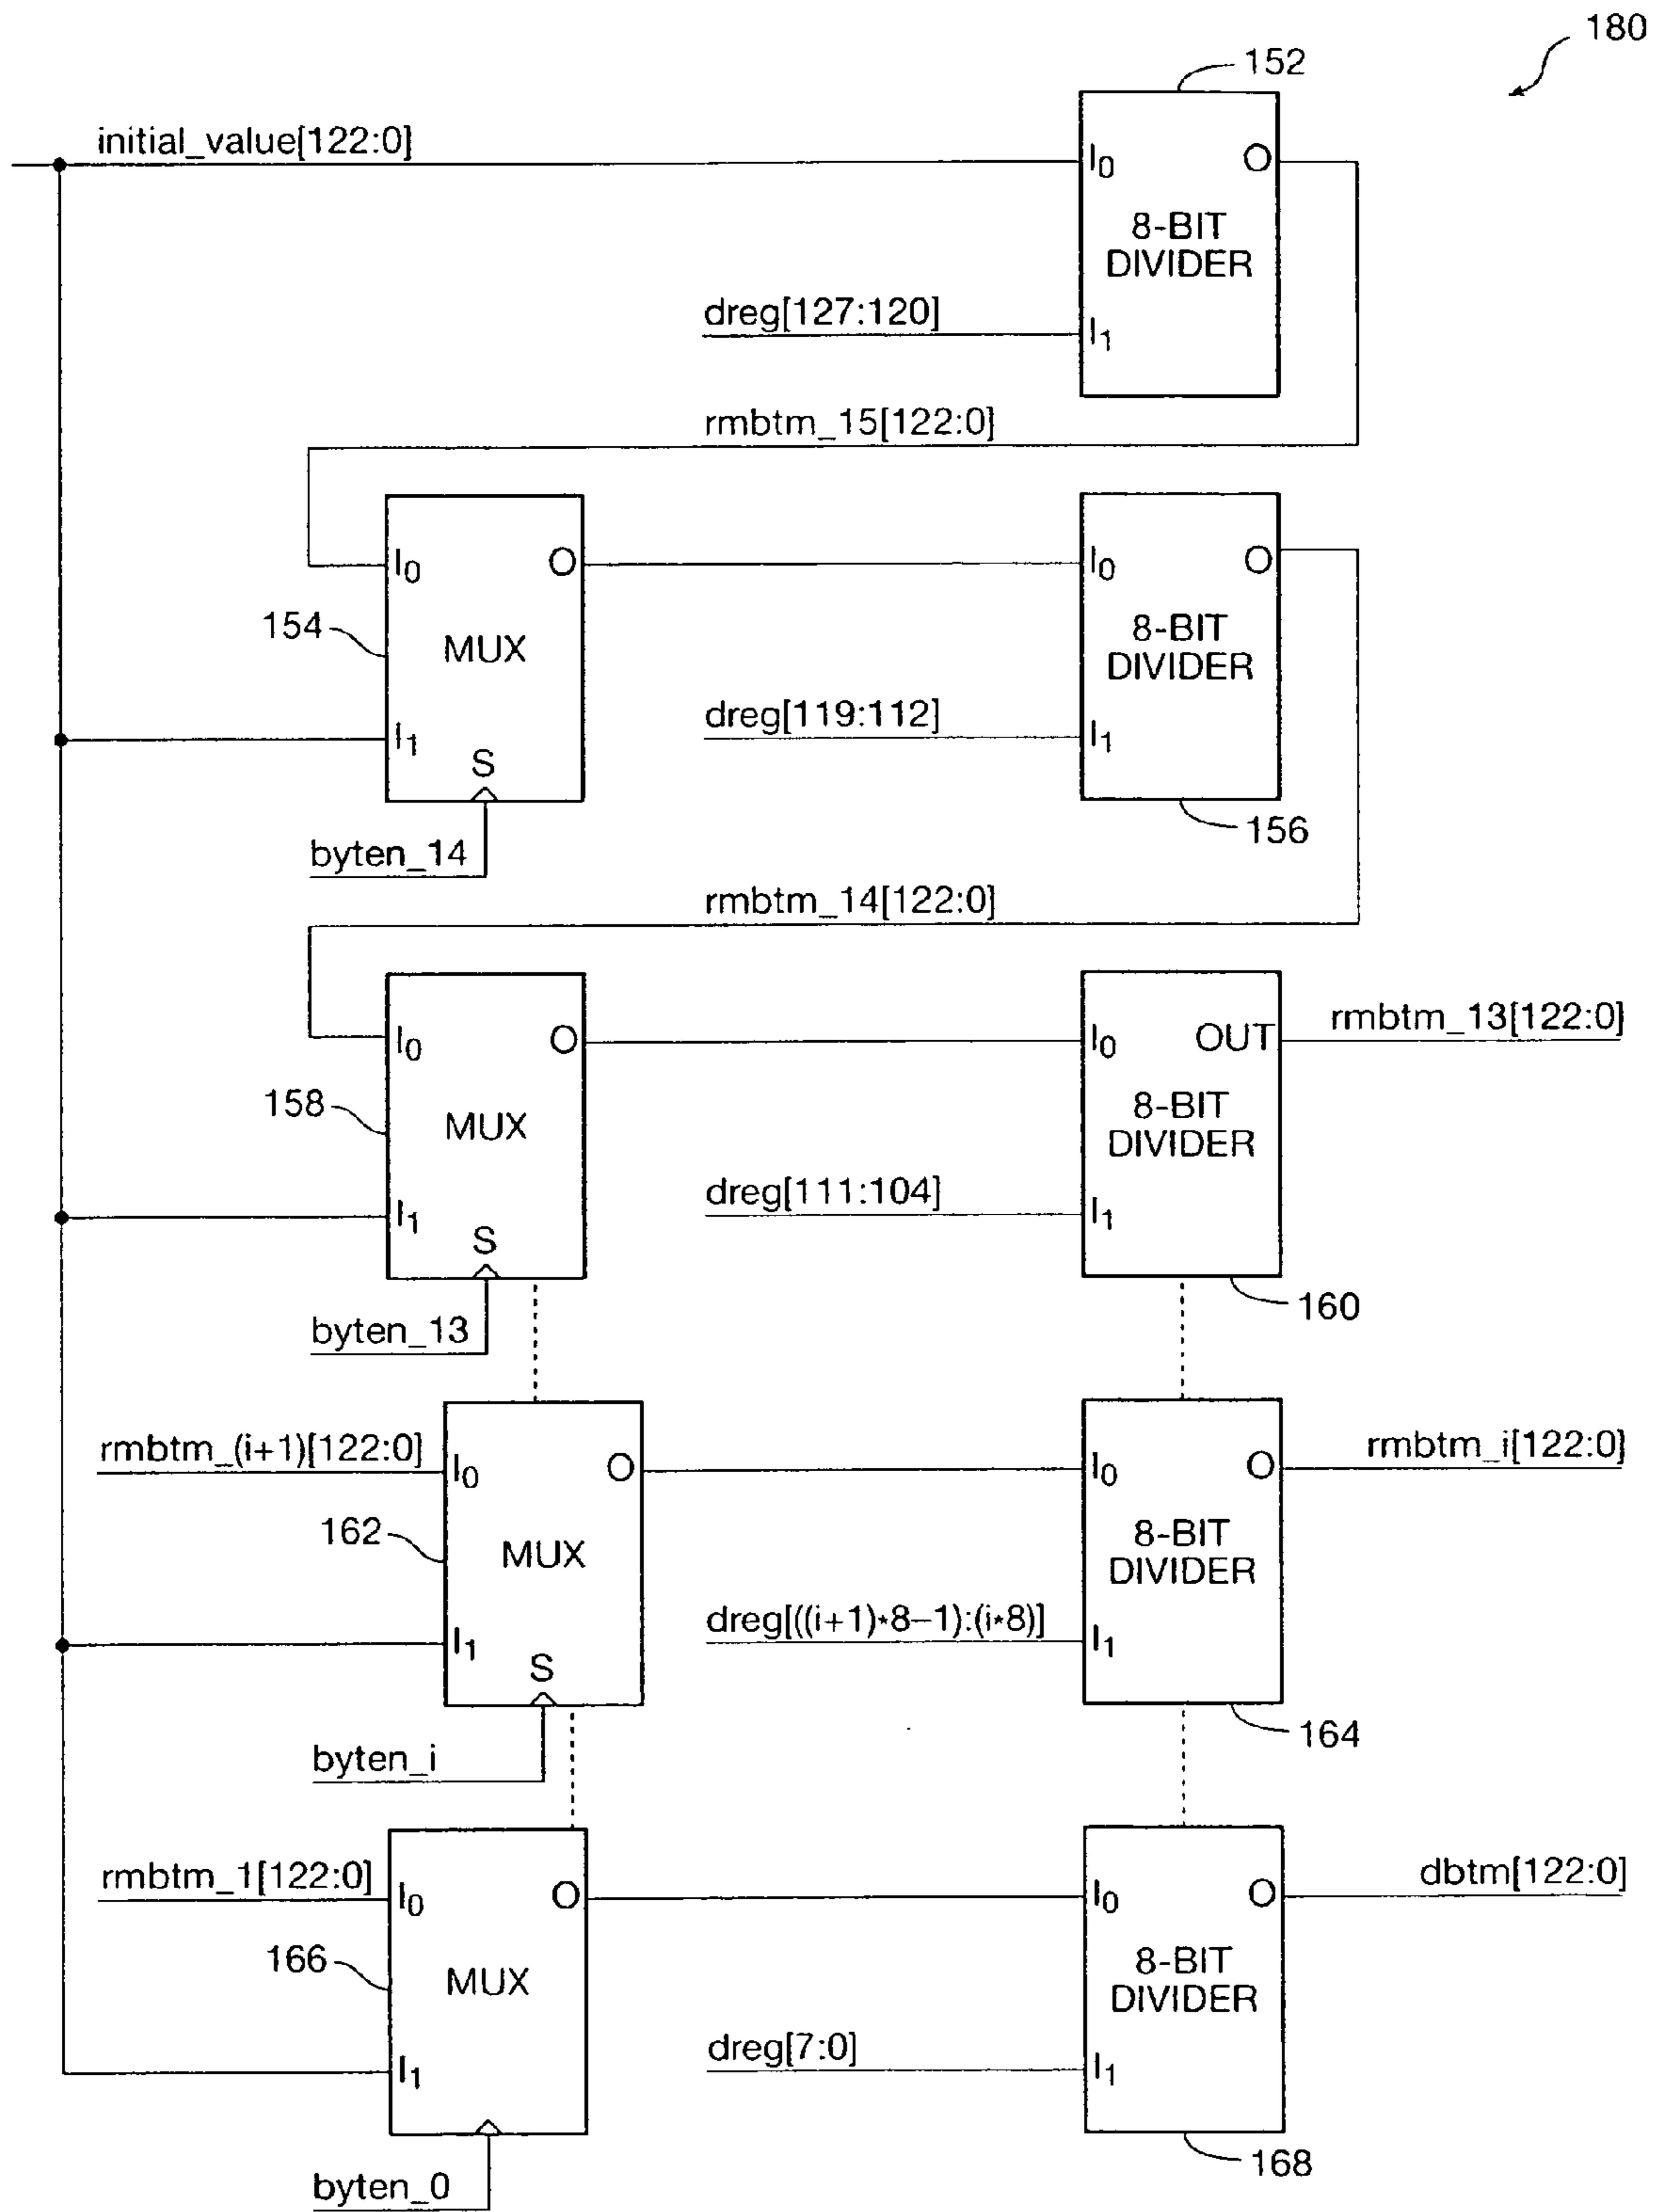 180
152
initial_value[122:0]
I0 O
8-BIT
DIVIDER
dreg[127:120]
I1
rmbtm_15[122:0]
I0 O
I0 O
154
MUX
8-BIT
DIVIDER
dreg[119:112]
I1
I1
S
156
byten_14
rmbtm_14[122:0]
I0 O
I0 OUT
rmbtm_13[122:0]
158
MUX
8-BIT
DIVIDER
dreg[111:104]
I1
I1
S
160
byten_13
rmbtm_(i+1)[122:0]
I0 O
I0 O
rmbtm_i[122:0]
162
MUX
8-BIT
DIVIDER
dreg[((i+1)*8–1):(i*8)]
I1
I1
S
164
byten_i
rmbtm_1[122:0]
I0 O
I0 O
dbtm[122:0]
166
MUX
8-BIT
DIVIDER
dreg[7:0]
I1
I1
168
byten_0